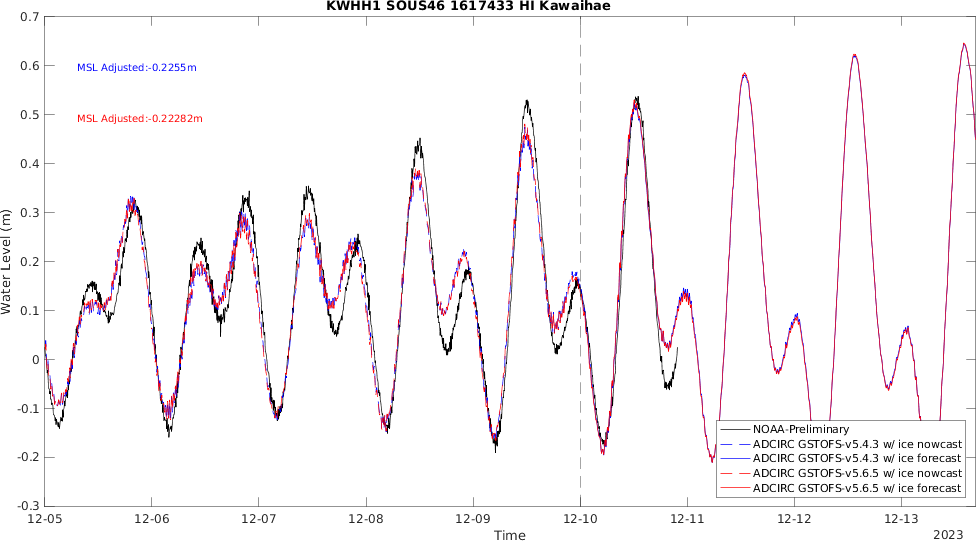 KWHH1 SOUS46 1617433 HI Kawaihae
0.7
0.6
0.5
0.4
0.3
0.2
0.1
0
-0.1
-0.2
-0.3
Water Level (m)
MSL Adjusted:-0.2255m
MSL Adjusted:-0.22282m
NOAA-Preliminary
ADCIRC GSTOFS-v5.4.3 w/ ice nowcast
ADCIRC GSTOFS-v5.4.3 w/ ice forecast
ADCIRC GSTOFS-v5.6.5 w/ ice nowcast
ADCIRC GSTOFS-v5.6.5 w/ ice forecast
12-05 12-06 12-07 12-08 12-09 12-10 12-11 12-12 12-13
Time
2023